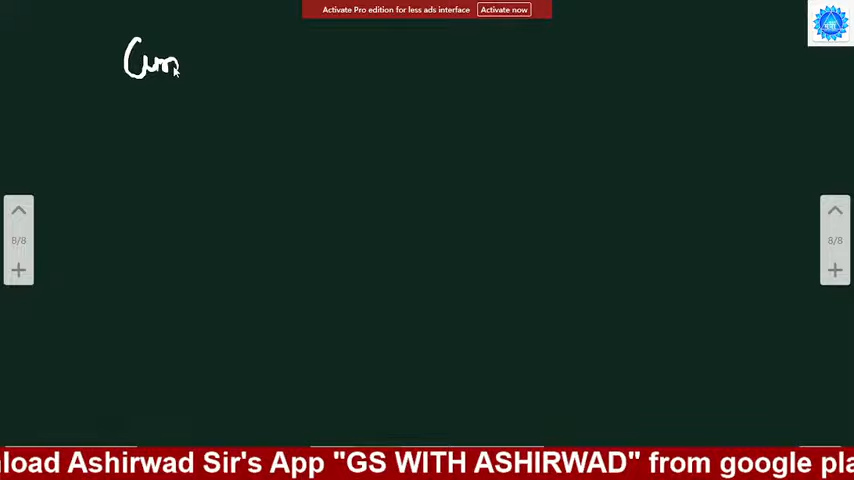 Activate Pro edition for less ads interface Activate now
Cum
8/8
8/8
load Ashirwad Sir's App "GS WITH ASHIRWAD" from google pla